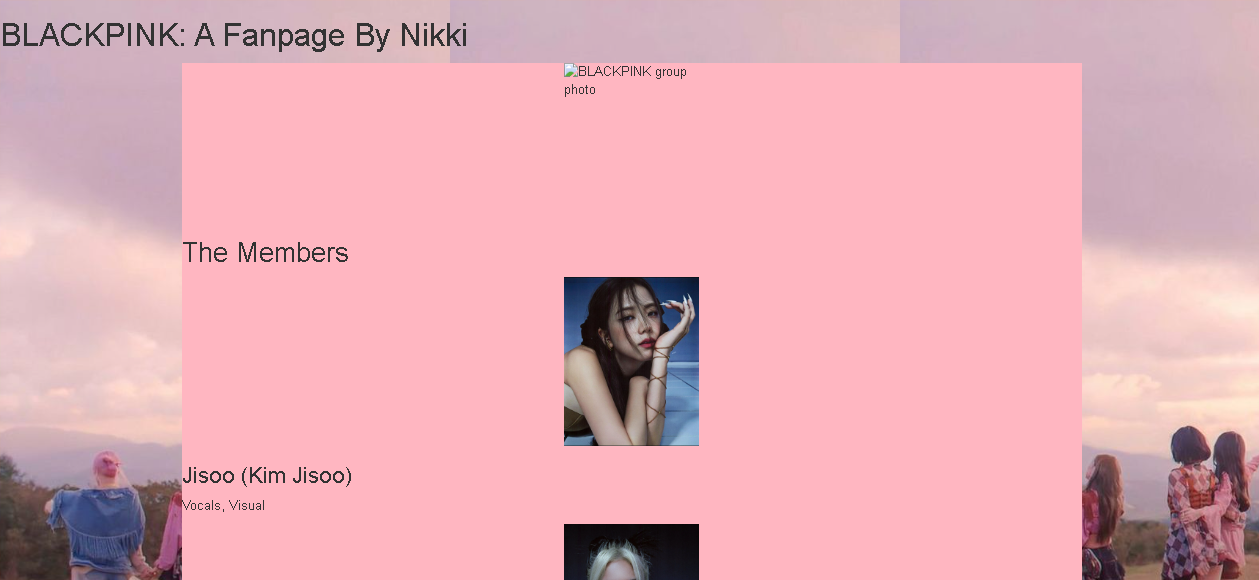 BLACKPINK: A Fanpage By Nikki
BLACKPINK group
photo
The Members
Jisoo (Kim Jisoo)
Vocals, Visual